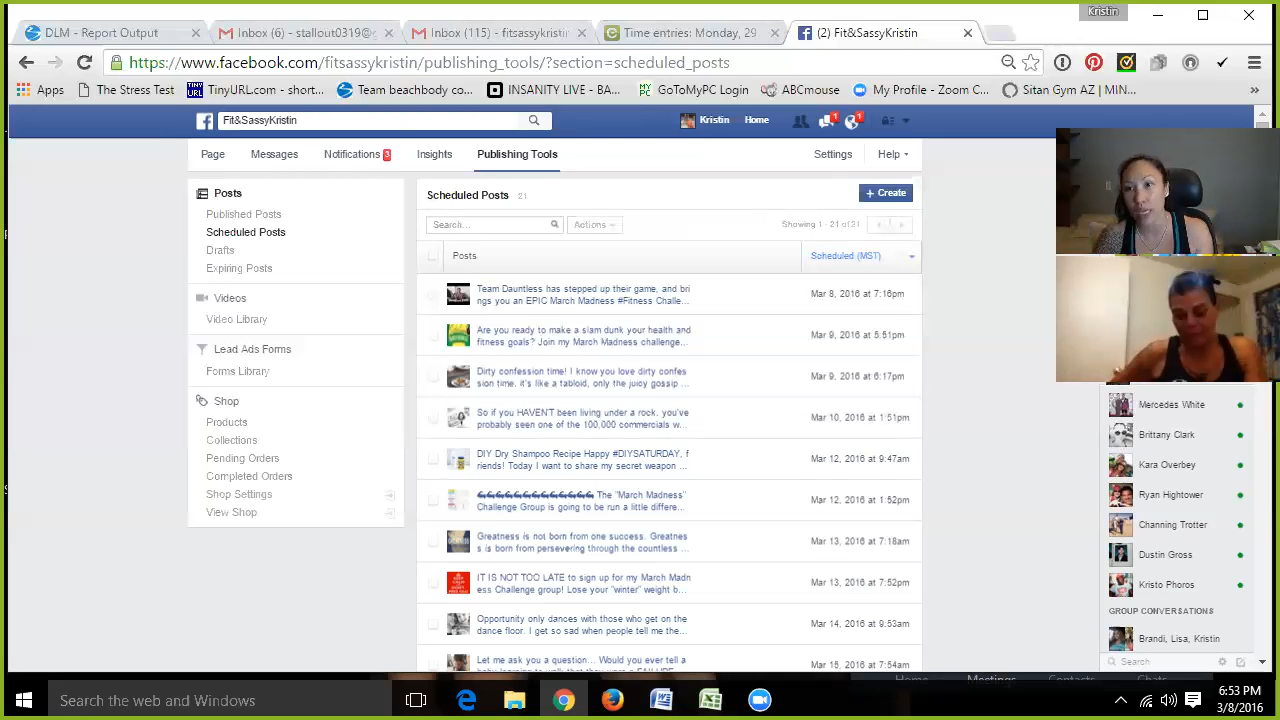 Kristin
DLM - Report Output
Inbox (6) - stallout0319@
Inbox (115) - fitsassykristin
Time entries: Monday, 29
(2) Fit&SassyKristin
https://www.facebook.com/fitsassykristin/publishing_tools/?section=scheduled_posts
Apps
The Stress Test
TinyURL.com - short...
Team beachbody co...
INSANITY LIVE - BA...
GoToMyPC Login
ABCmouse
My Profile - Zoom C...
Sitan Gym AZ | MIN...
»
Fit&SassyKristin
Kristin
Home
1
1
Page
Messages
Notifications 3
Insights
Publishing Tools
Settings
Help
Posts
Published Posts
Scheduled Posts
Drafts
Expiring Posts
Videos
Video Library
Lead Ads Forms
Forms Library
Shop
Products
Collections
Pending Orders
Completed Orders
Shop Settings
View Shop
Scheduled Posts 21
+ Create
Search...
Actions
Showing 1 - 21 of 21
Posts
Scheduled (MST)
Team Dauntless has stepped up their game, and bri
ngs you an EPIC March Madness #Fitness Challe...
Mar 8, 2016 at 7:16pm
Are you ready to make a slam dunk your health and
fitness goals? Join my March Madness challenge...
Mar 9, 2016 at 5:51pm
Dirty confession time! I know you love dirty confes
sion time, it's like a tabloid, only the juicy gossip ...
Mar 9, 2016 at 6:17pm
So if you HAVEN'T been living under a rock, you've
probably seen one of the 100,000 commercials w...
Mar 10, 2016 at 1:51pm
DIY Dry Shampoo Recipe Happy #DIYSATURDAY, f
riends! Today I want to share my secret weapon ...
Mar 12, 2016 at 9:47am
The "March Madness"
Challenge Group is going to be run a little differe...
Mar 12, 2016 at 1:52pm
Greatness is not born from one success. Greatnes
s is born from persevering through the countless ...
Mar 13, 2016 at 7:18am
IT IS NOT TOO LATE to sign up for my March Madn
ess Challenge group! Lose your "winter" weight b...
Mar 13, 2016 at 7:52pm
Opportunity only dances with those who get on the
dance floor. I get so sad when people tell me the...
Mar 14, 2016 at 9:53am
Let me ask you a question... Would you ever tell a
Mar 15, 2016 at 7:54am
Mercedes White
Brittany Clark
Kara Overbey
Ryan Hightower
Channing Trotter
Dustin Gross
Kristo Phoros
GROUP CONVERSATIONS
Brandi, Lisa, Kristin
Search
Home
Meetings
Contacts
Chats
Search the web and Windows
6:53 PM
3/8/2016